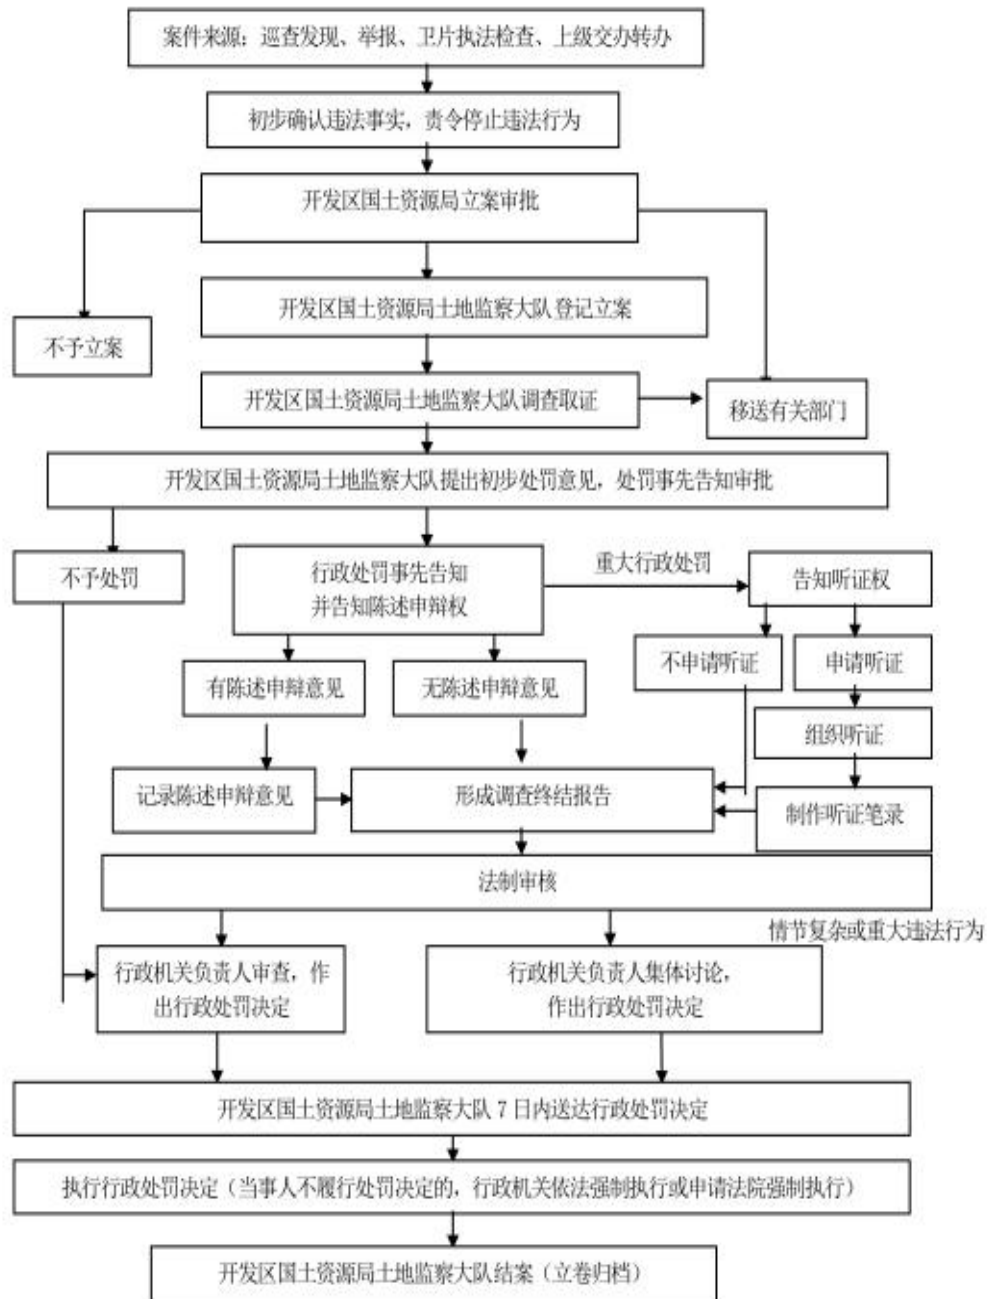 案件来源：巡查发现、举报、卫片执法检查、上级交办转办
初步确认违法事实，责令停止违法行为
开发区国土资源局立案审批
开发区国土资源局土地监察大队登记立案
不予立案
开发区国土资源局土地监察大队调查取证
移送有关部门
开发区国土资源局土地监察大队提出初步处罚意见，处罚事先告知审批
不予处罚
行政处罚事先告知
并告知陈述申辩权
重大行政处罚
告知听证权
有陈述申辩意见
无陈述申辩意见
不申请听证
申请听证
组织听证
记录陈述申辩意见
形成调查终结报告
制作听证笔录
法制审核
情节复杂或重大违法行为
行政机关负责人审查，作
出行政处罚决定
行政机关负责人集体讨论，
作出行政处罚决定
开发区国土资源局土地监察大队 7 日内送达行政处罚决定
执行行政处罚决定（当事人不履行处罚决定的，行政机关依法强制执行或申请法院强制执行）
开发区国土资源局土地监察大队结案（立卷归档）